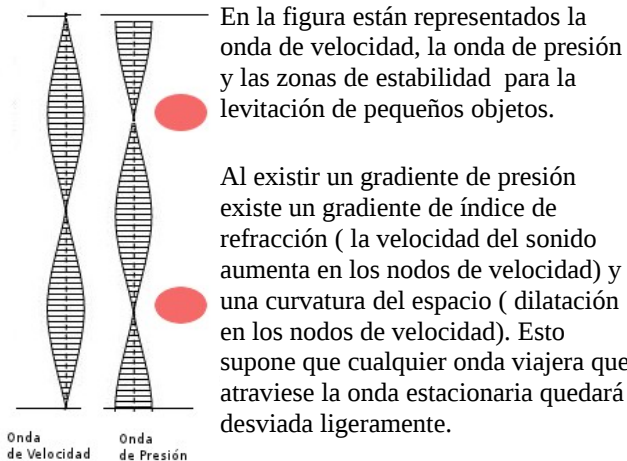 En la figura están representados la
onda de velocidad, la onda de presión
y las zonas de estabilidad para la
levitación de pequeños objetos.
Al existir un gradiente de presión
existe un gradiente de índice de
refracción ( la velocidad del sonido
aumenta en los nodos de velocidad) y
una curvatura del espacio ( dilatación
en los nodos de velocidad). Esto
supone que cualquier onda viajera que
atraviese la onda estacionaria quedará
desviada ligeramente.
Onda
de Velocidad
Onda
de Presión